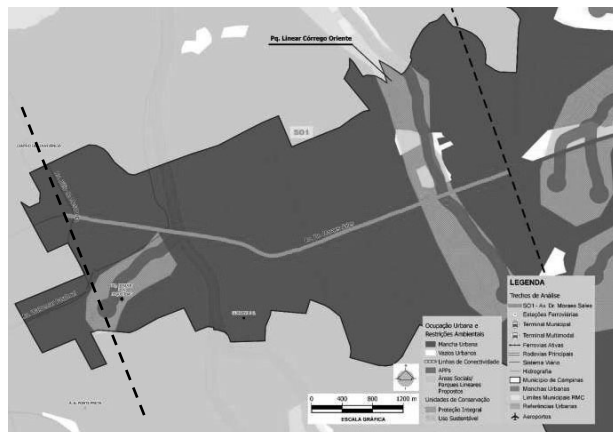 Pq. Linear Córrego Oriente
SO1
LEGENDA
Trechos de Análise
SO1 - Av. Dr. Moraes Sales
Estações Ferroviárias
Terminal Municipal
Terminal Multimodal
Ferrovias Ativas
Rodovias Principais
Sistema Viário
Hidrografia
Município de Campinas
Manchas Urbanas
Limites Municipais RMC
Referências Urbanas
Aeroportos
Ocupação Urbana e
Restrições Ambientais
Mancha Urbana
Vazios Urbanos
Linhas de Conectividade
APPs
Áreas Sociais/
Parques Lineares
Propostos
Unidades de Conservação
Proteção Integral
Uso Sustentável
0 400 800 1200 m
ESCALA GRÁFICA